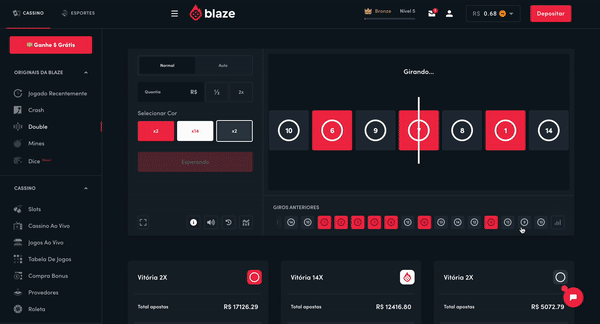 CASSINO
ESPORTES
blaze
Bronze
Nível 5
R$ 0.68
Depositar
Ganhe $ Grátis
ORIGINAIS DA BLAZE
Jogado Recentemente
Crash
Double
Mines
Dice
CASSINO
Slots
Cassino Ao Vivo
Jogos Ao Vivo
Tabela De Jogos
Compra Bonus
Provedores
Roleta
Normal
Auto
Quantia
R$
½
2x
Selecionar Cor
x2
x14
x2
Esperando
Girando...
10
6
9
7
8
1
14
GIROS ANTERIORES
Vitória 2X
Total apostas
R$ 17126.29
Vitória 14X
Total apostas
R$ 12416.80
Vitória 2X
Total apostas
R$ 5072.79